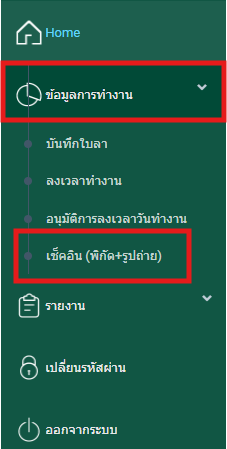 Home
ข้อมูลการทำงาน
บันทึกใบลา
ลงเวลาทำงาน
อนุมัติการลงเวลาวันทำงาน
เช็คอิน (พิกัด+รูปถ่าย)
รายงาน
เปลี่ยนรหัสผ่าน
ออกจากระบบ